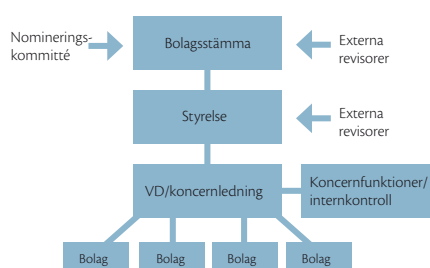 Nominerings-
kommitté
Bolagsstämma
Externa
revisorer
Styrelse
Externa
revisorer
VD/koncernledning
Koncernfunktioner/
internkontroll
Bolag
Bolag
Bolag
Bolag